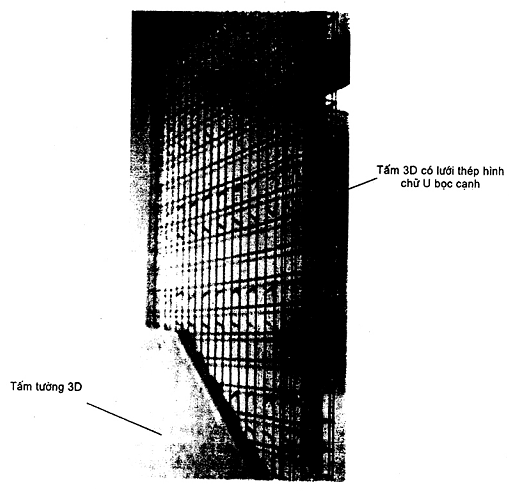 Tấm 3D có lưới thép hình
chữ U bọc cạnh
Tấm tường 3D